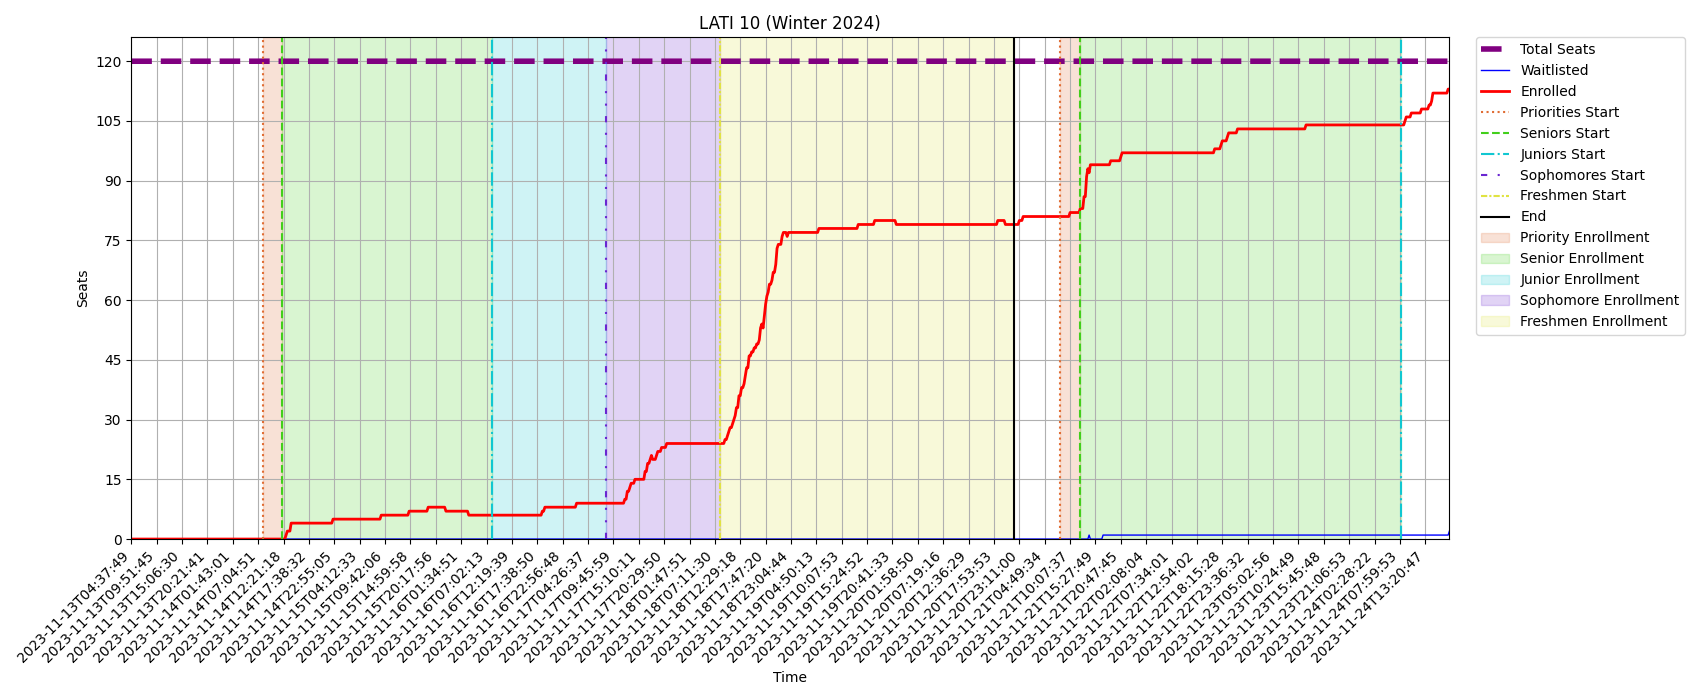 LATI 10 (Winter 2024)
Seats
120
105
90
75
60
45
30
15
0
2023-11-13T04:37:49
2023-11-13T09:51:45
2023-11-13T15:06:30
2023-11-13T20:21:41
2023-11-14T01:43:01
2023-11-14T07:04:51
2023-11-14T12:21:18
2023-11-14T17:38:32
2023-11-14T22:55:05
2023-11-15T04:12:33
2023-11-15T09:42:06
2023-11-15T14:59:58
2023-11-15T20:17:56
2023-11-16T01:34:51
2023-11-16T07:02:13
2023-11-16T12:19:39
2023-11-16T17:38:50
2023-11-16T22:56:48
2023-11-17T04:26:37
2023-11-17T09:45:59
2023-11-17T15:10:11
2023-11-17T20:29:50
2023-11-18T01:47:51
2023-11-18T07:11:30
2023-11-18T12:29:18
2023-11-18T17:47:20
2023-11-18T23:04:44
2023-11-19T04:50:13
2023-11-19T10:07:53
2023-11-19T15:24:52
2023-11-19T20:41:33
2023-11-20T01:58:50
2023-11-20T07:19:16
2023-11-20T12:36:29
2023-11-20T17:53:53
2023-11-20T23:11:00
2023-11-21T04:49:34
2023-11-21T10:07:37
2023-11-21T15:27:49
2023-11-21T20:47:45
2023-11-22T02:08:04
2023-11-22T07:34:01
2023-11-22T12:54:02
2023-11-22T18:15:28
2023-11-22T23:36:32
2023-11-23T05:02:56
2023-11-23T10:24:49
2023-11-23T15:45:48
2023-11-23T21:06:53
2023-11-24T02:28:22
2023-11-24T07:59:53
2023-11-24T13:20:47
Time
Total Seats
Waitlisted
Enrolled
Priorities Start
Seniors Start
Juniors Start
Sophomores Start
Freshmen Start
End
Priority Enrollment
Senior Enrollment
Junior Enrollment
Sophomore Enrollment
Freshmen Enrollment